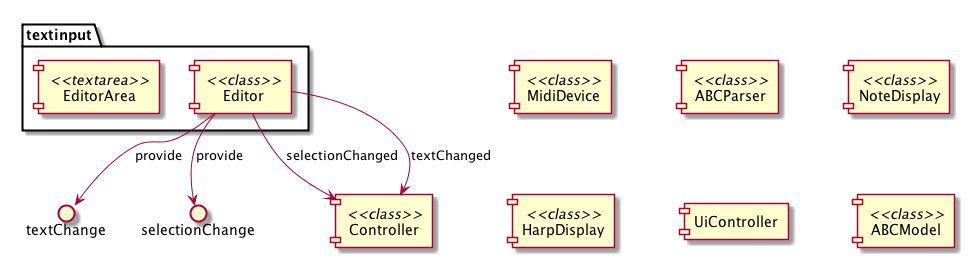 textinput
<<textarea>>
EditorArea
<<class>>
Editor
<<class>>
MidiDevice
<<class>>
ABCParser
<<class>>
NoteDisplay
provide
provide
selectionChanged
textChanged
textChange
selectionChange
<<class>>
Controller
<<class>>
HarpDisplay
UiController
<<class>>
ABCModel